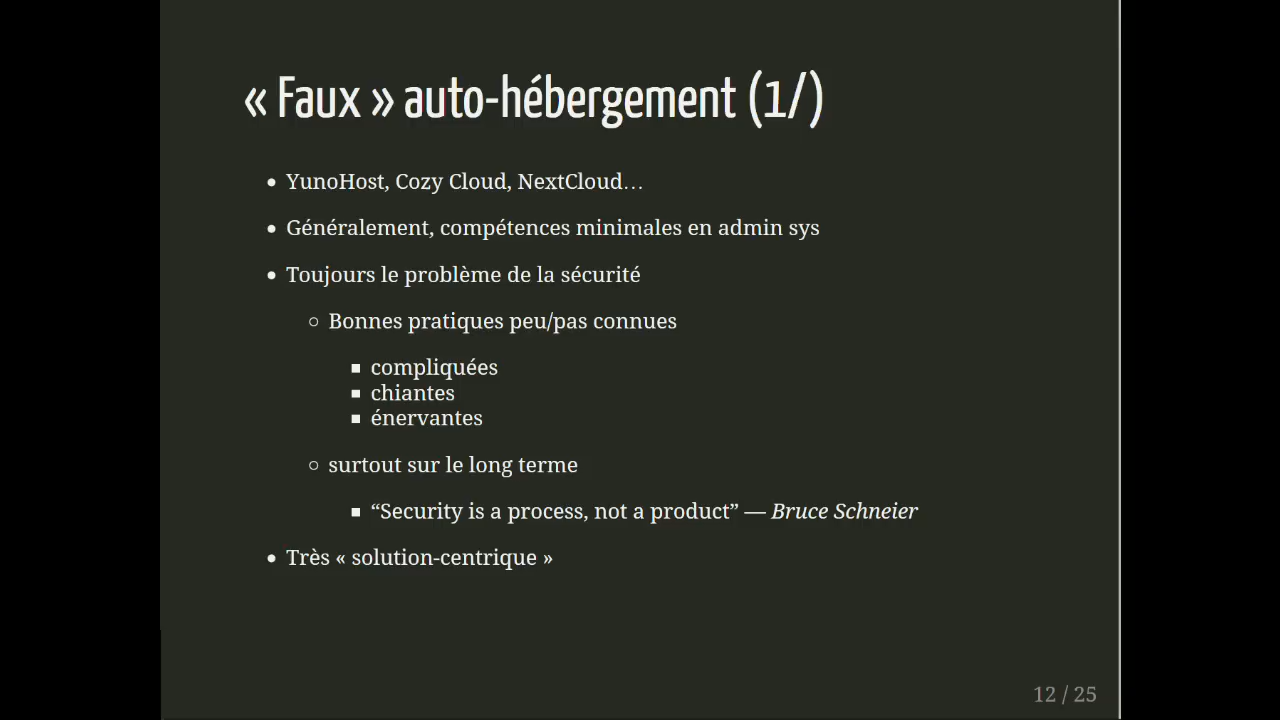 « Faux » auto-hébergement (1/)
YunoHost, Cozy Cloud, NextCloud…
Généralement, compétences minimales en admin sys
Toujours le problème de la sécurité
Bonnes pratiques peu/pas connues
compliquées
chiantes
énervantes
surtout sur le long terme
“Security is a process, not a product” — Bruce Schneier
Très « solution-centrique »
12 / 25